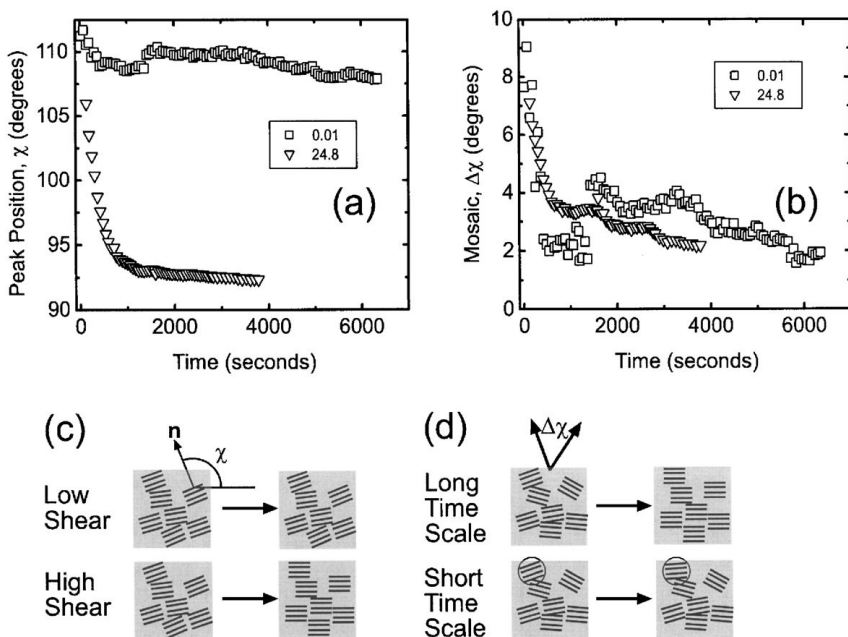 110
105
100
95
90
Peak Position, χ (degrees)
0.01
24.8
(a)
0 2000 4000 6000
Time (seconds)
10
8
6
4
2
0
Mosaic, Δχ (degrees)
0.01
24.8
(b)
0 2000 4000 6000
Time (seconds)
(c)
n
χ
Low
Shear
High
Shear
(d)
Δχ
Long
Time
Scale
Short
Time
Scale